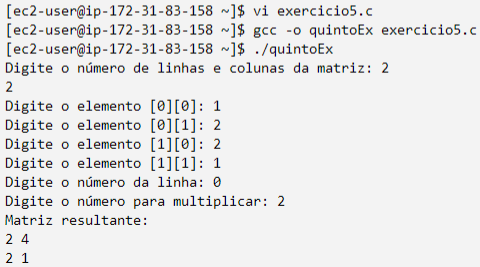 [ec2-user@ip-172-31-83-158 ~]$ vi exercicio5.c
[ec2-user@ip-172-31-83-158 ~]$ gcc -o quintoEx exercicio5.c
[ec2-user@ip-172-31-83-158 ~]$ ./quintoEx
Digite o número de linhas e colunas da matriz: 2
2
Digite o elemento [0][0]: 1
Digite o elemento [0][1]: 2
Digite o elemento [1][0]: 2
Digite o elemento [1][1]: 1
Digite o número da linha: 0
Digite o número para multiplicar: 2
Matriz resultante:
2 4
2 1